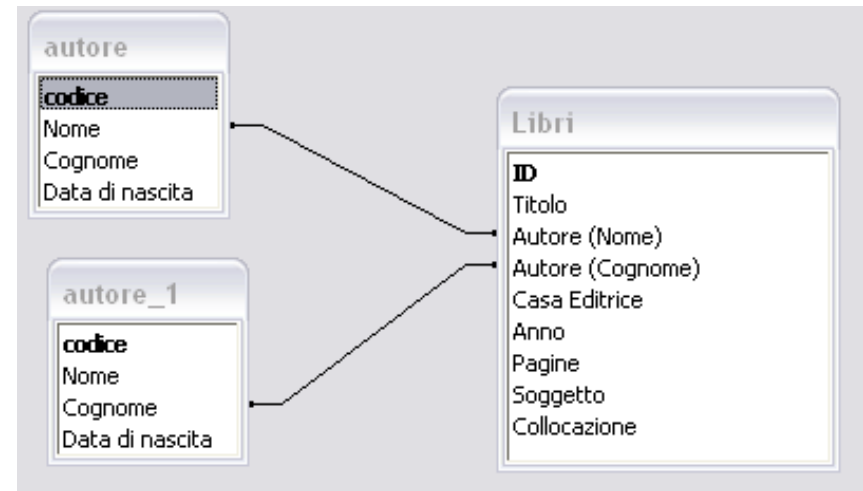 autore
codice
Nome
Cognome
Data di nascita
autore_1
codice
Nome
Cognome
Data di nascita
Libri
ID
Titolo
Autore (Nome)
Autore (Cognome)
Casa Editrice
Anno
Pagine
Soggetto
Collocazione